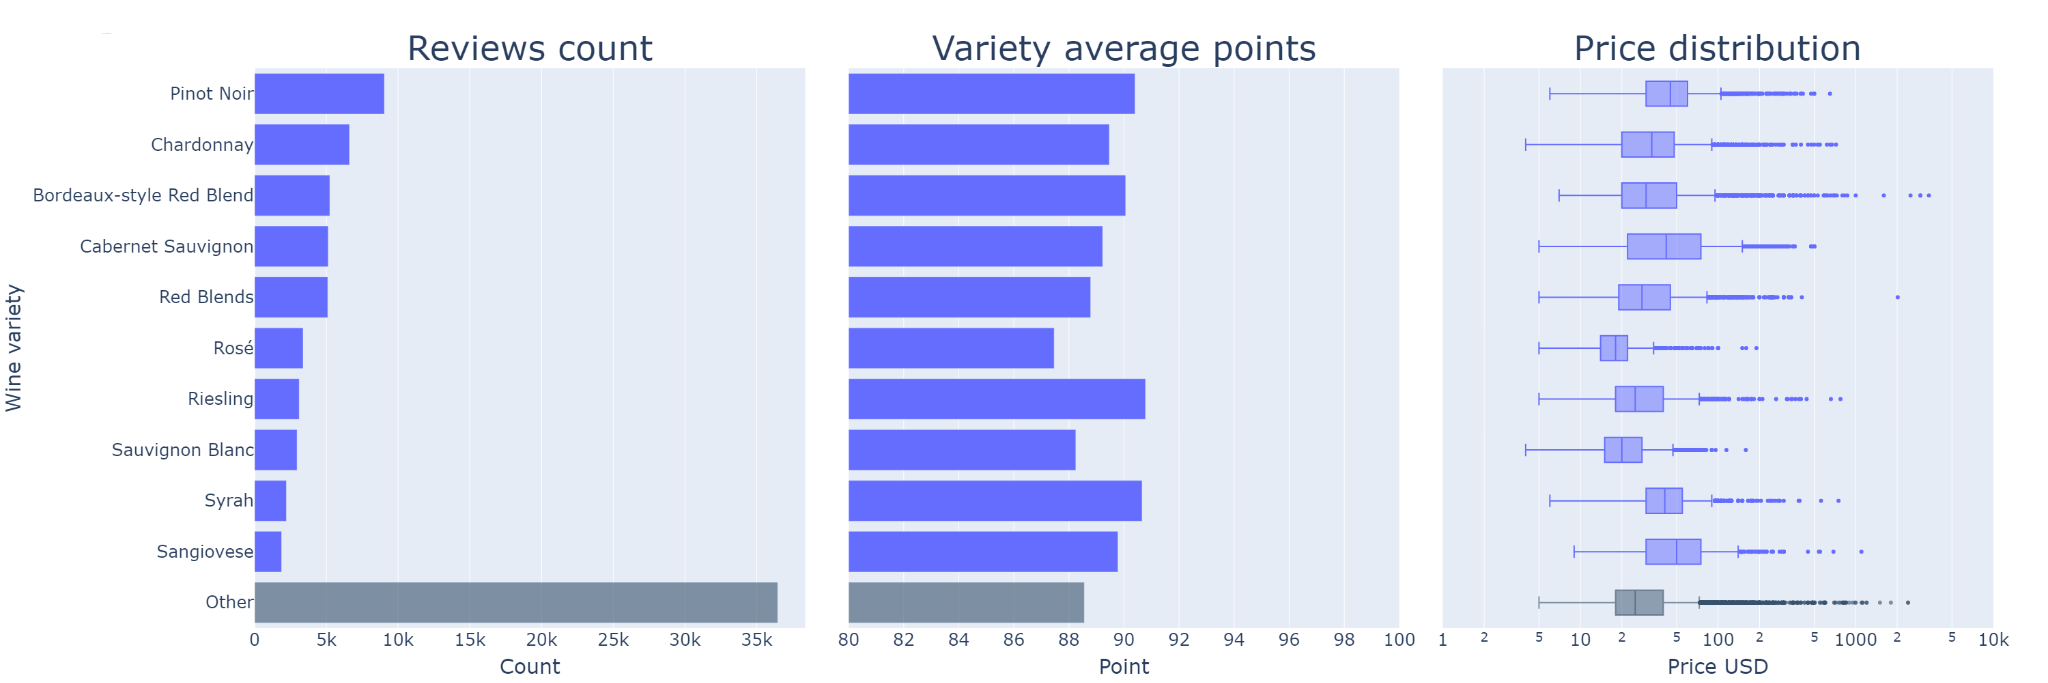 Reviews count
Variety average points
Price distribution
Wine variety
Pinot Noir
Chardonnay
Bordeaux-style Red Blend
Cabernet Sauvignon
Red Blends
Rosé
Riesling
Sauvignon Blanc
Syrah
Sangiovese
Other
0 5k 10k 15k 20k 25k 30k 35k
Count
80 82 84 86 88 90 92 94 96 98 100
Point
1 2 5 10 2 5 100 2 5 1000 2 5 10k
Price USD